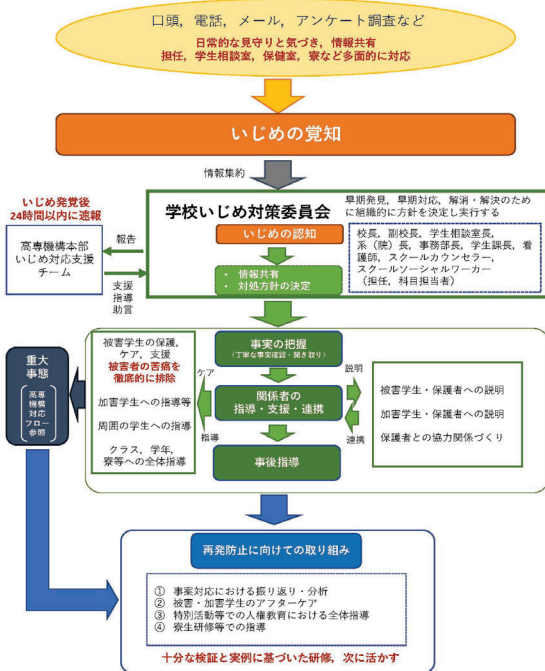 口頭，電話，メール，アンケート調査など
日常的な見守りと気づき，情報共有
担任，学生相談室，保健室，寮など多面的に対応
いじめの覚知
情報集約
いじめ発覚後
24時間以内に速報
高専機構本部
いじめ対応支援
チーム
報告
支援
指導
助言
学校いじめ対策委員会
早期発見，早期対応，解消・解決のため
に組織的に方針を決定し実行する
いじめの認知
・ 情報共有
・ 対処方針の決定
校長，副校長，学生相談室長，
系（院）長，事務部長，学生課長，看
護師，スクールカウンセラー，
スクールソーシャルワーカー
（担任，科目担当者）
重大
事態
高専
機構
対応
フロー
参照
被害学生の保護，
ケア，支援
被害者の苦痛を
徹底的に排除
加害学生への指導等
周囲の学生への指導
クラス，学年，
寮等への全体指導
ケア
指導
事実の把握
（丁寧な事実確認・聞き取り）
関係者の
指導・支援・連携
事後指導
説明
連携
被害学生・保護者への説明
加害学生・保護者への説明
保護者との協力関係づくり
再発防止に向けての取り組み
① 事案対応における振り返り・分析
② 被害・加害学生のアフターケア
③ 特別活動等での人権教育における全体指導
④ 寮生研修等での指導
十分な検証と実例に基づいた研修，次に活かす